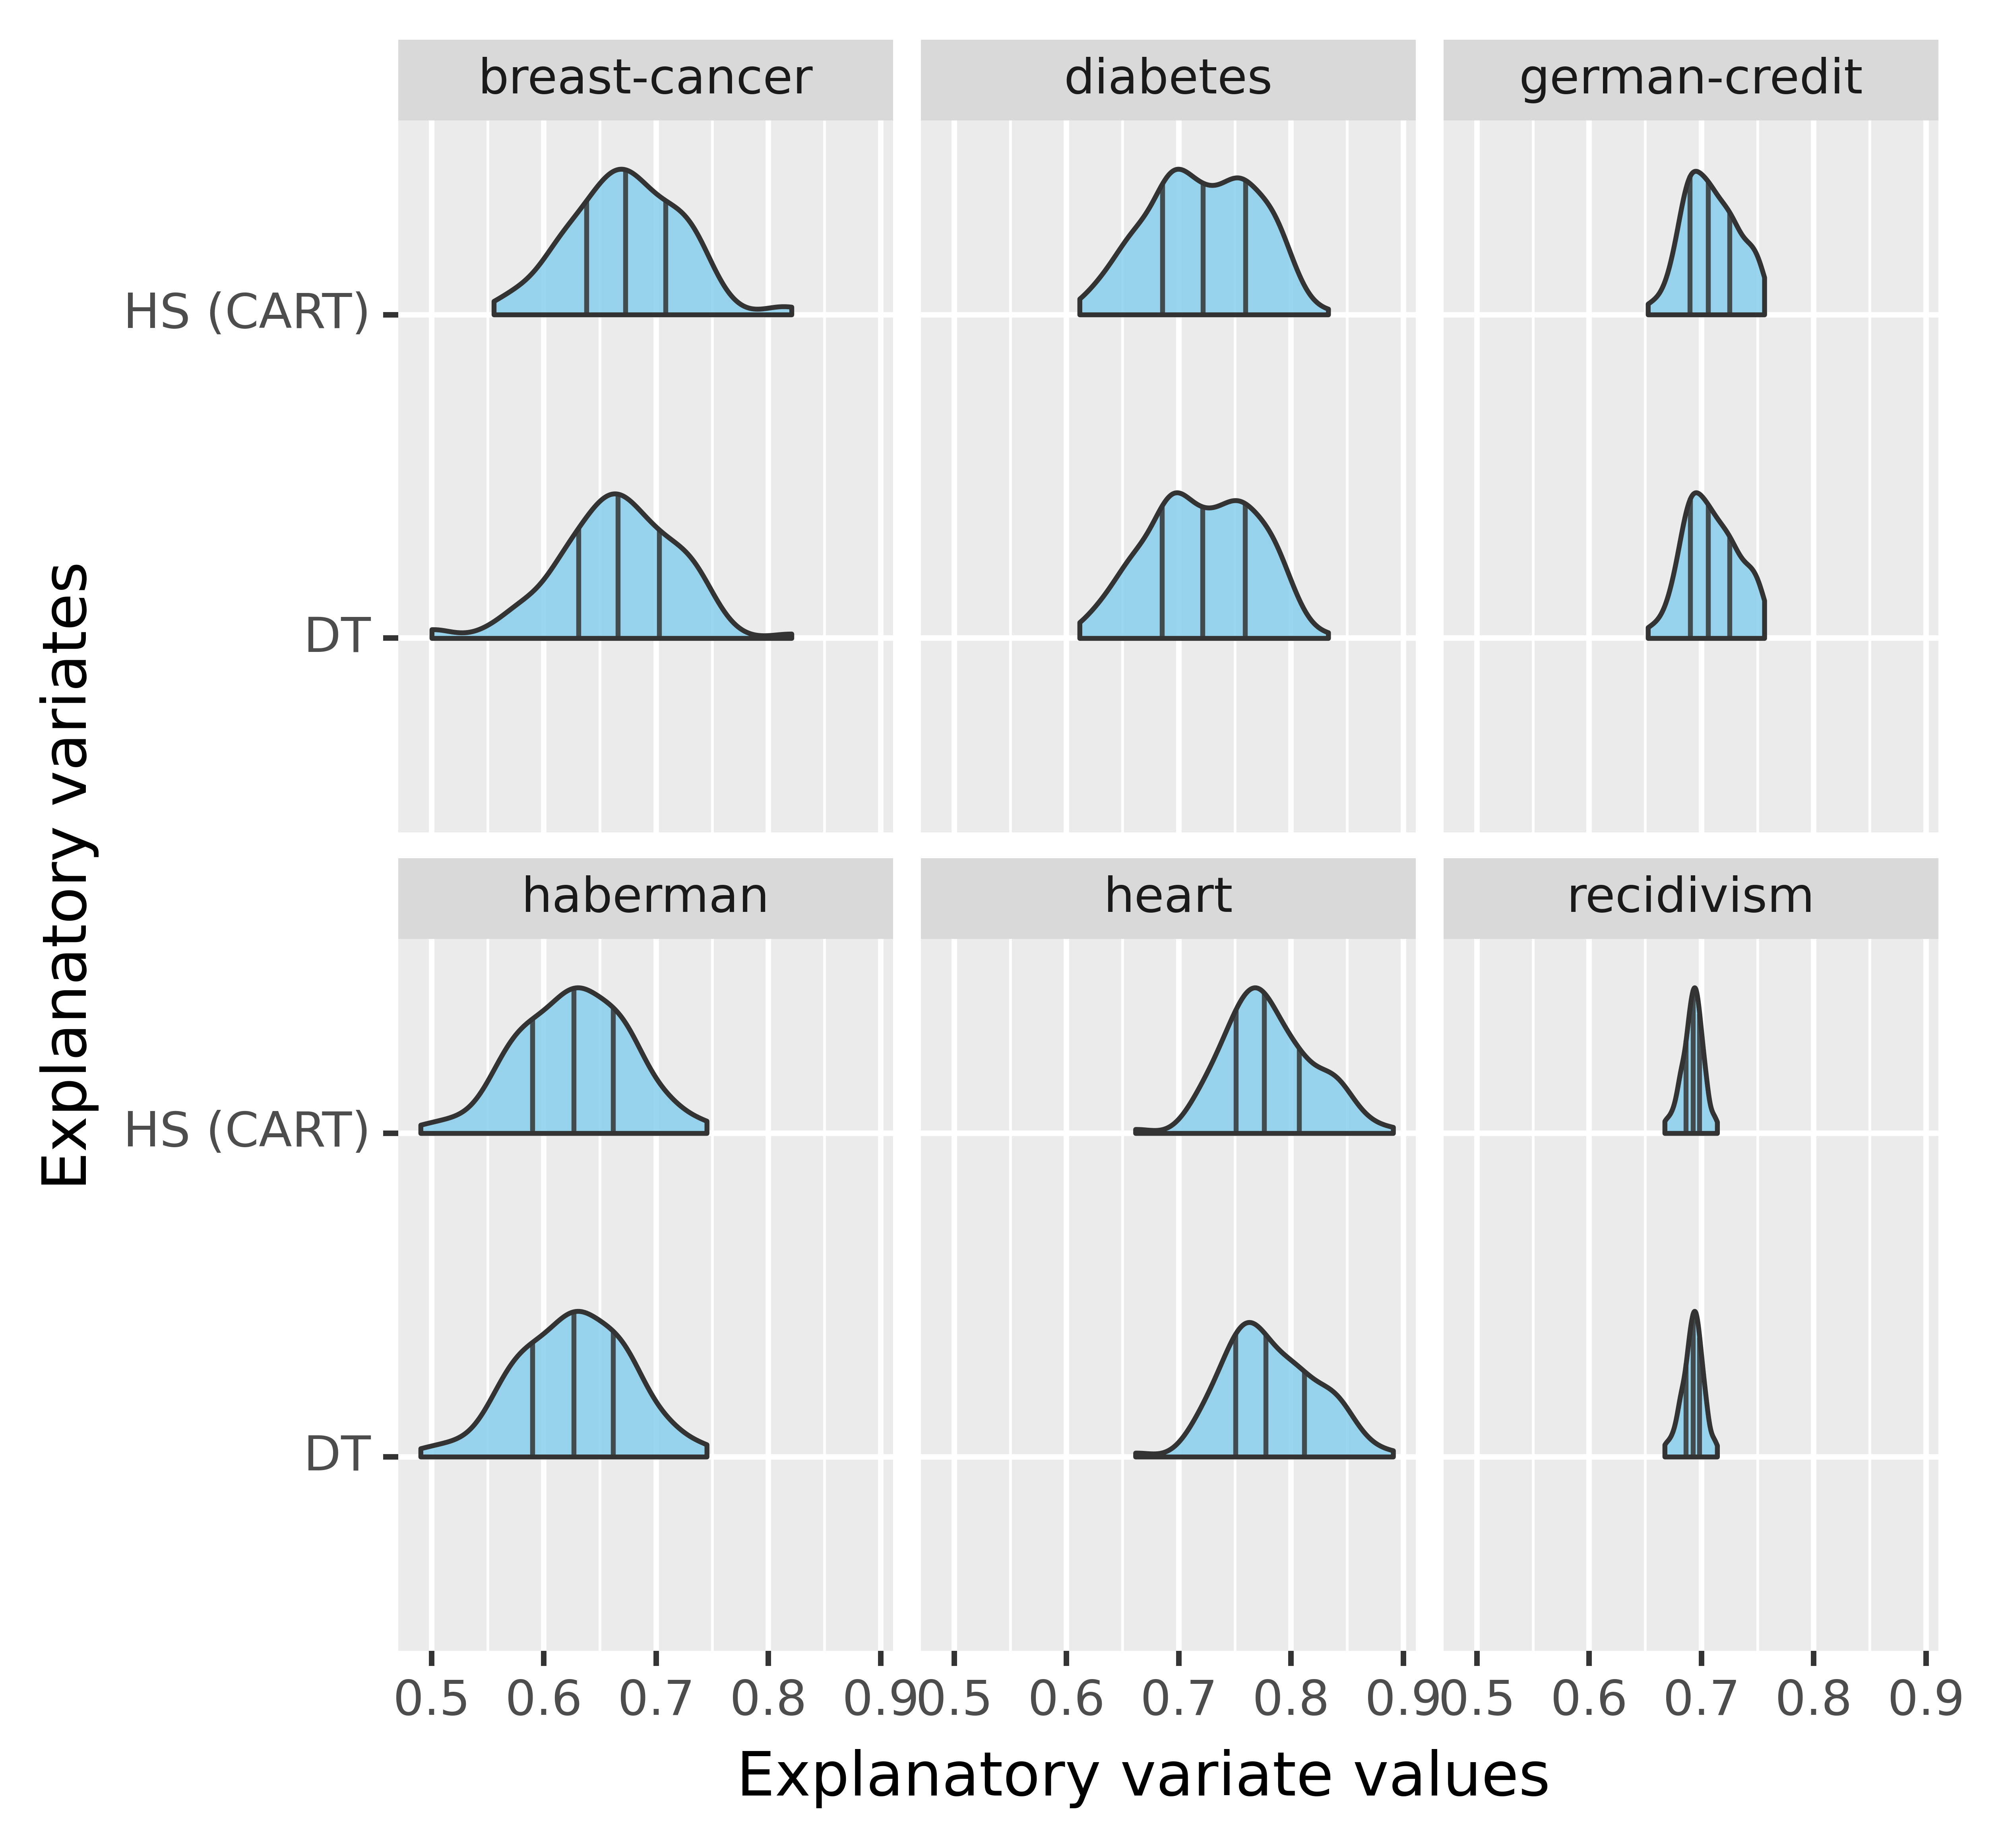 breast-cancer
diabetes
german-credit
HS (CART)
DT
haberman
heart
recidivism
HS (CART)
DT
0.5 0.6 0.7 0.8 0.9
0.5 0.6 0.7 0.8 0.9
0.5 0.6 0.7 0.8 0.9
Explanatory variates
Explanatory variate values